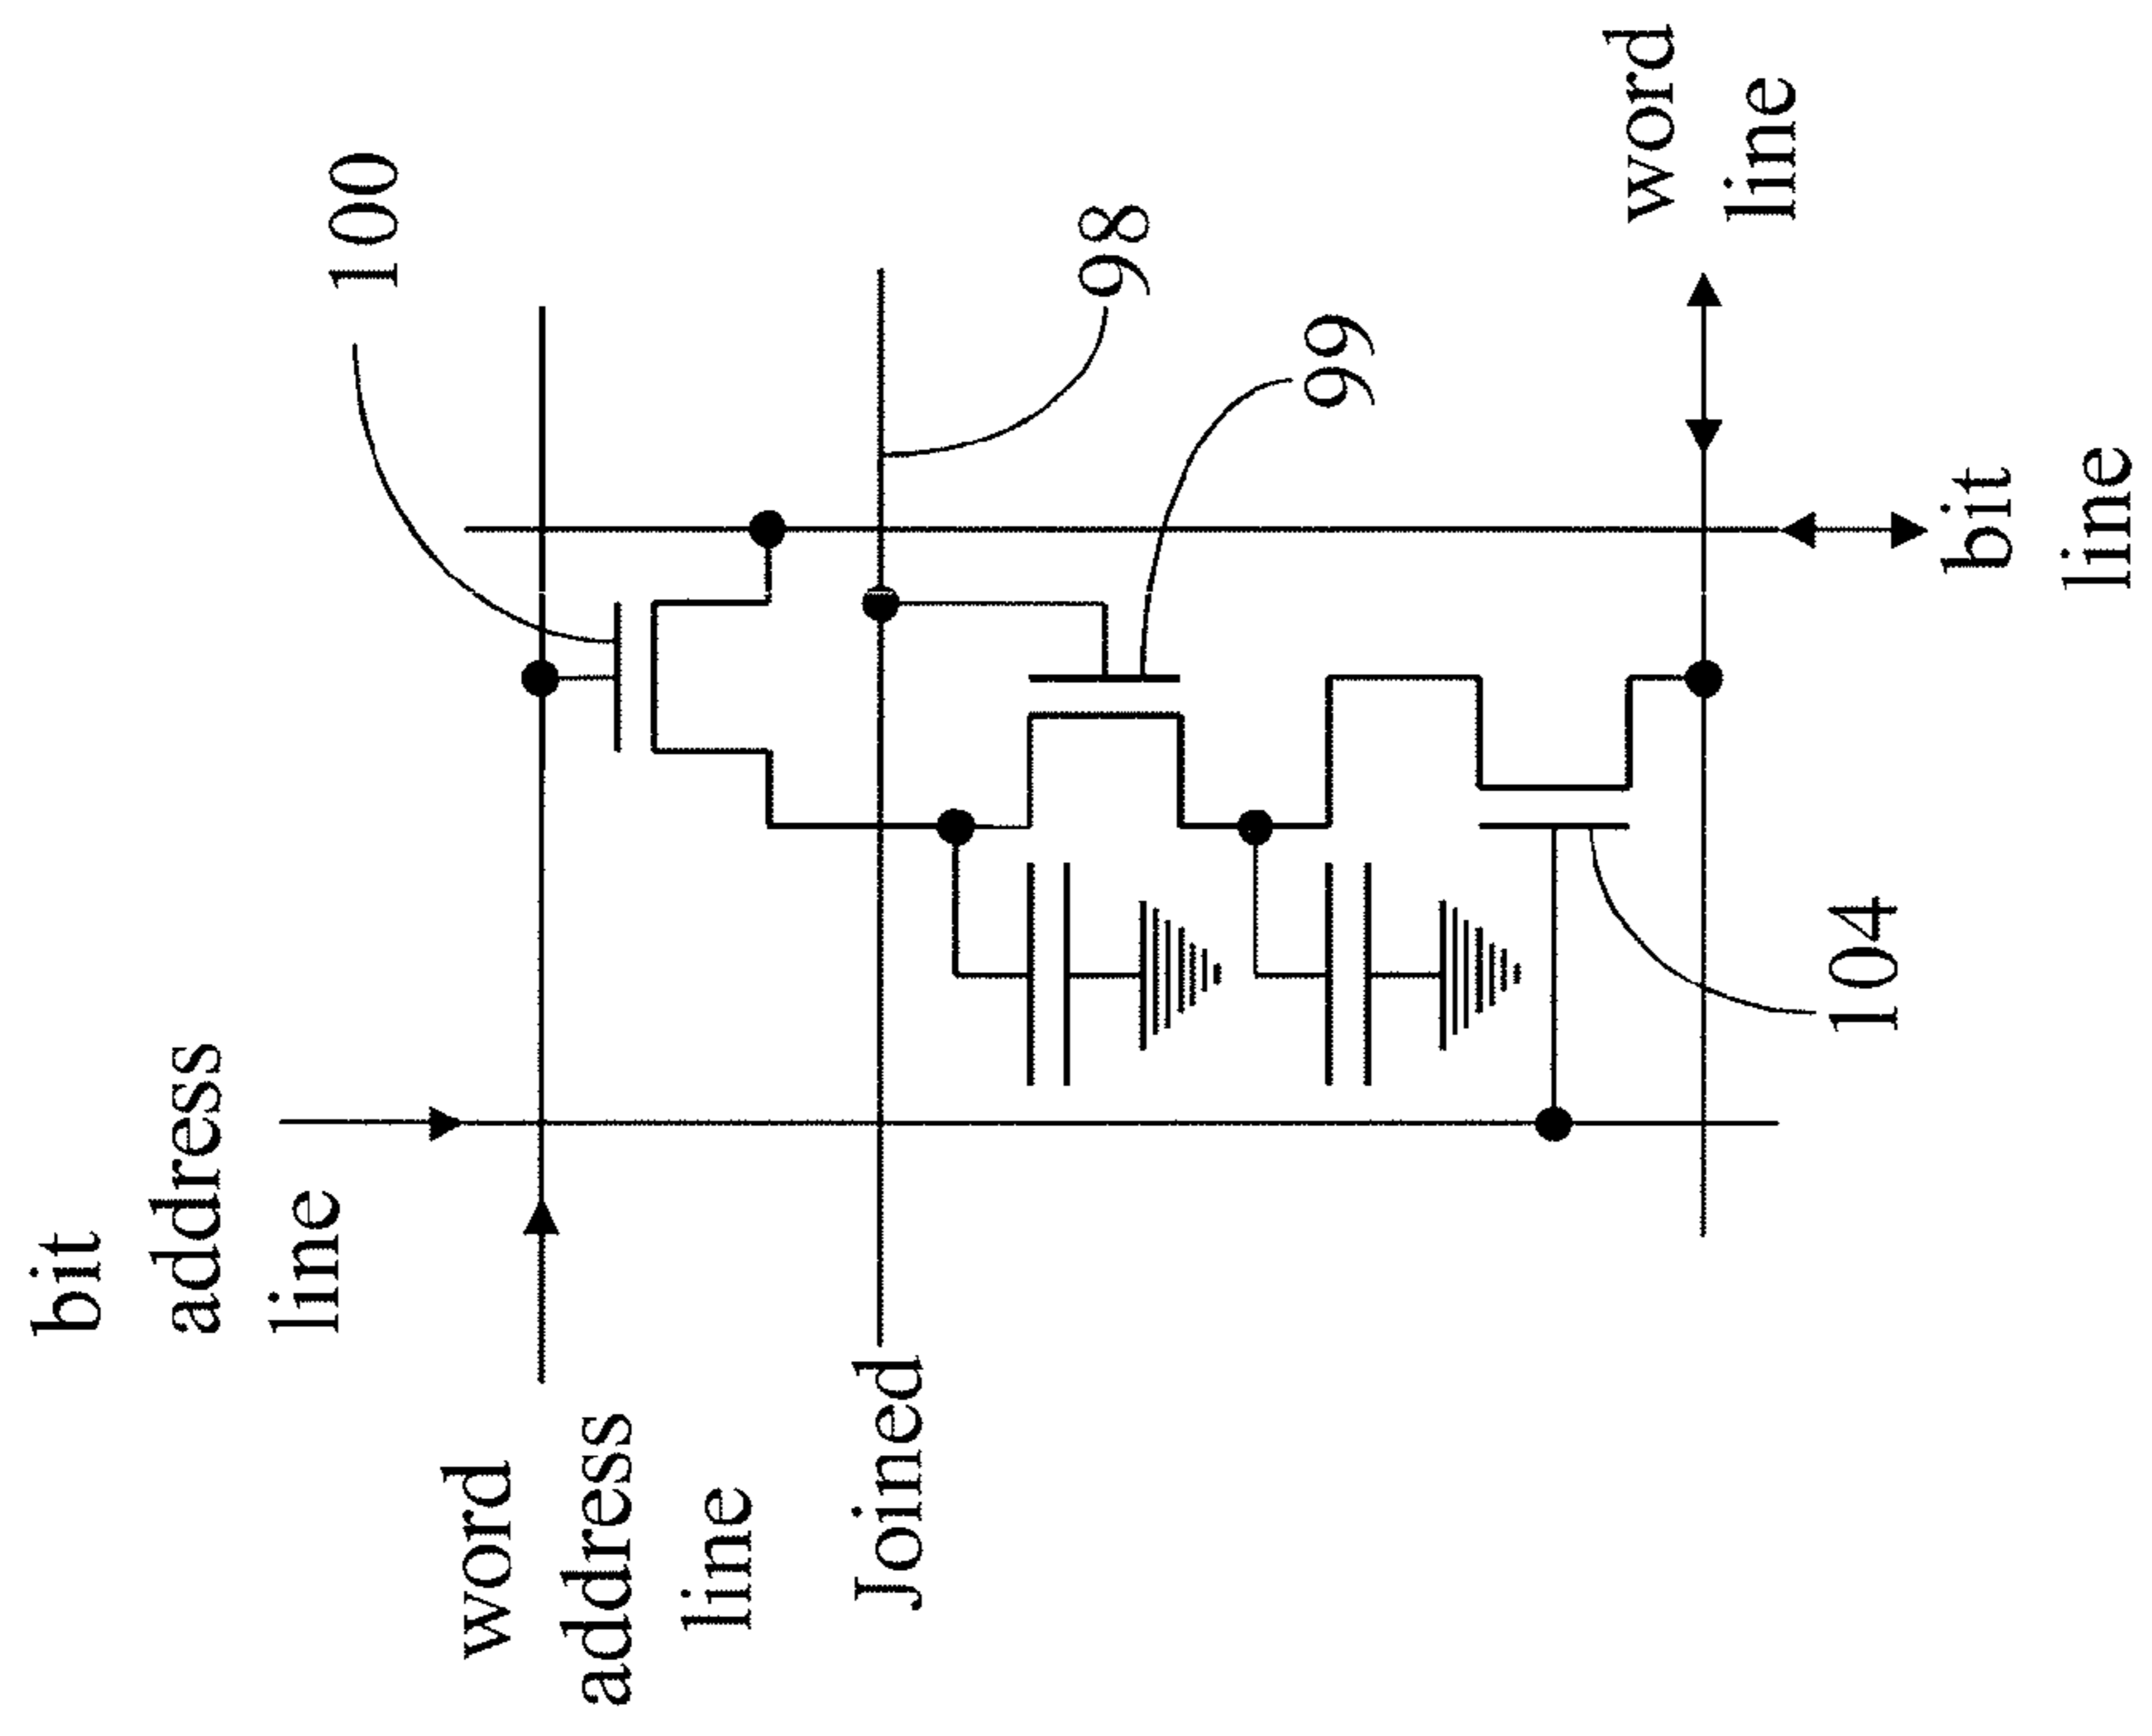 bit
address
line
word
address
line
Joined
100
98
99
104
word
line
bit
line